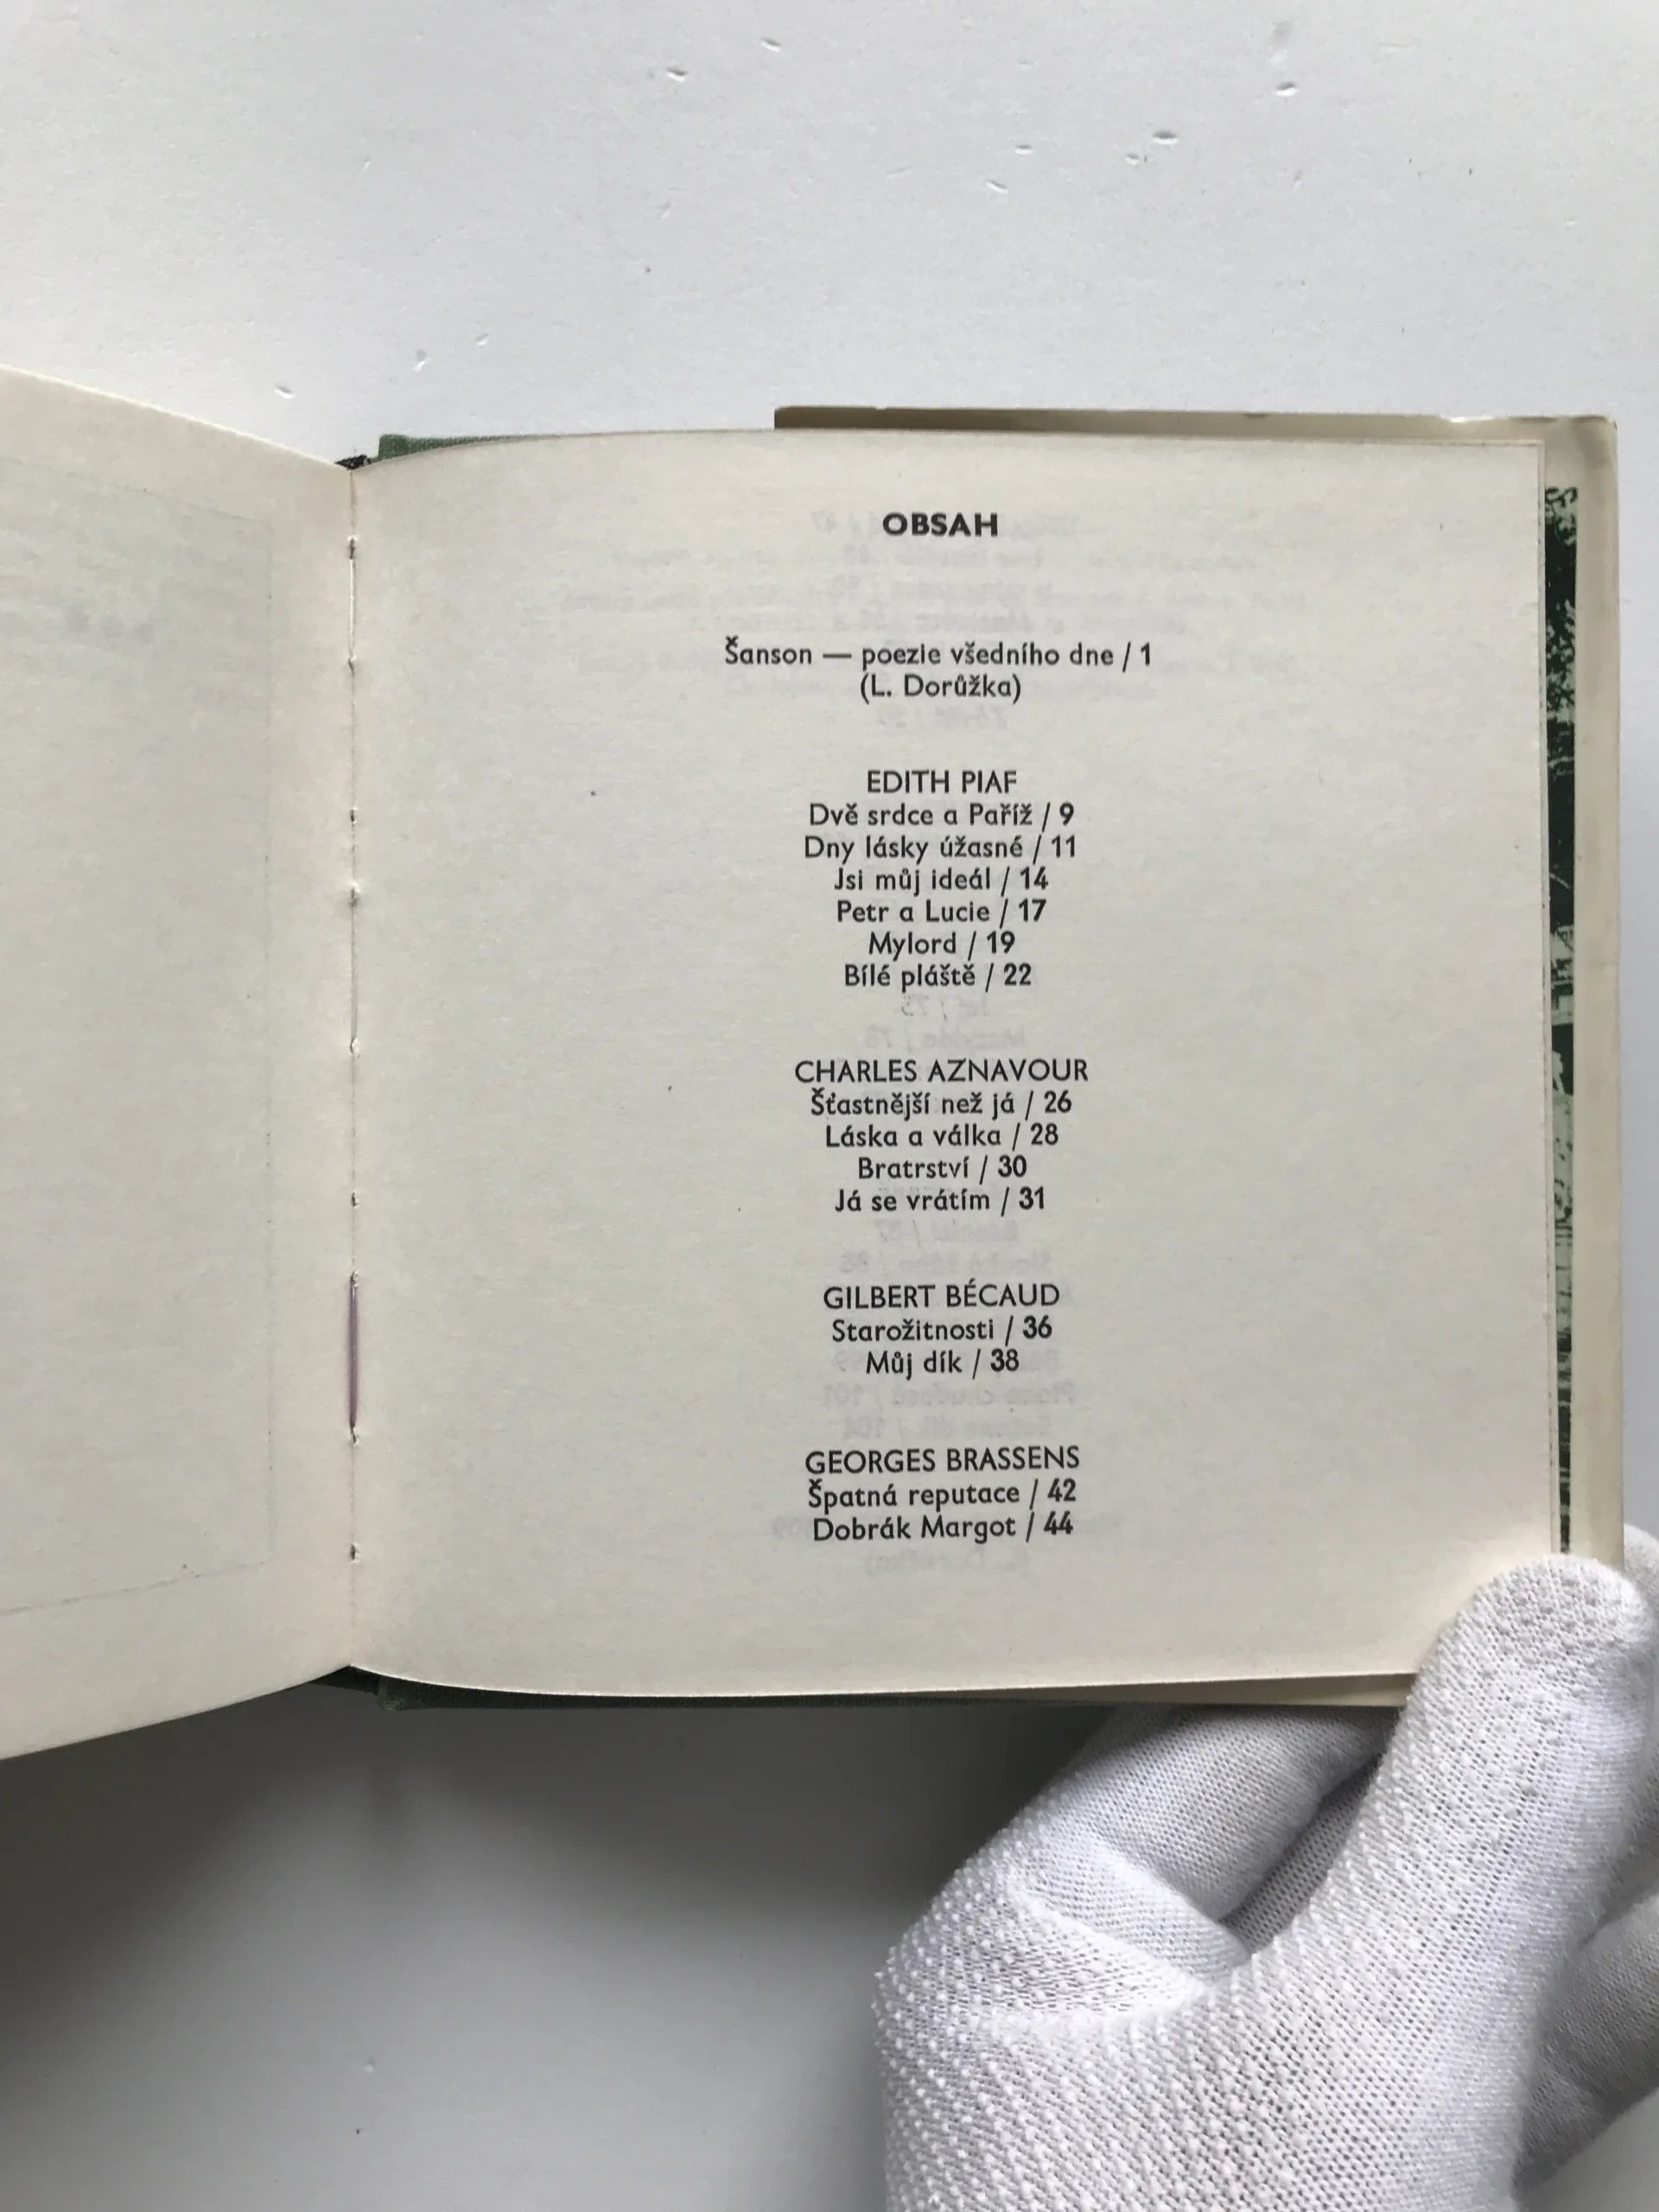 OBSAH
Šanson — poezie všedního dne / 1
(L. Dorůžka)
EDITH PIAF
Dvě srdce a Paříž / 9
Dny lásky úžasné / 11
Jsi můj ideál / 14
Petr a Lucie / 17
Mylord / 19
Bílé pláště / 22
CHARLES AZNAVOUR
Šťastnější než já / 26
Láska a válka / 28
Bratrství / 30
Já se vrátím / 31
GILBERT BÉCAUD
Starožitnosti / 36
Můj dík / 38
GEORGES BRASSENS
Špatná reputace / 42
Dobrák Margot / 44